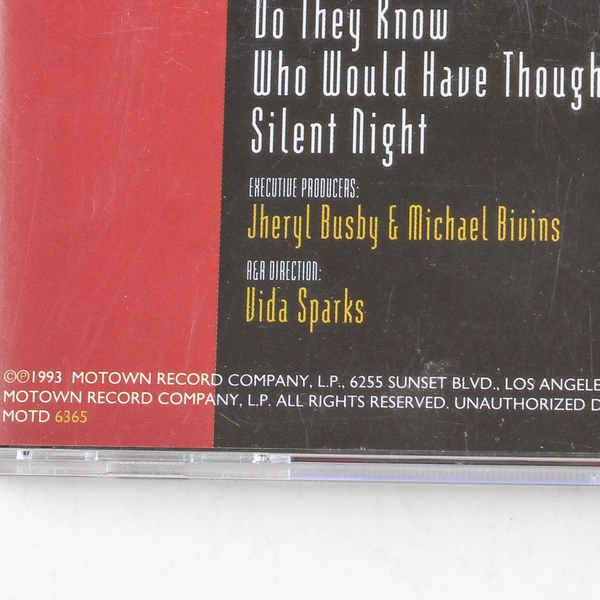 Do They Know
Who Would Have Though
Silent Night
EXECUTIVE PRODUCERS:
Jheryl Busby & Michael Bivins
A&R DIRECTION:
Vida Sparks
©℗1993 MOTOWN RECORD COMPANY, L.P., 6255 SUNSET BLVD., LOS ANGELE
MOTOWN RECORD COMPANY, L.P. ALL RIGHTS RESERVED. UNAUTHORIZED D
MOTD 6365